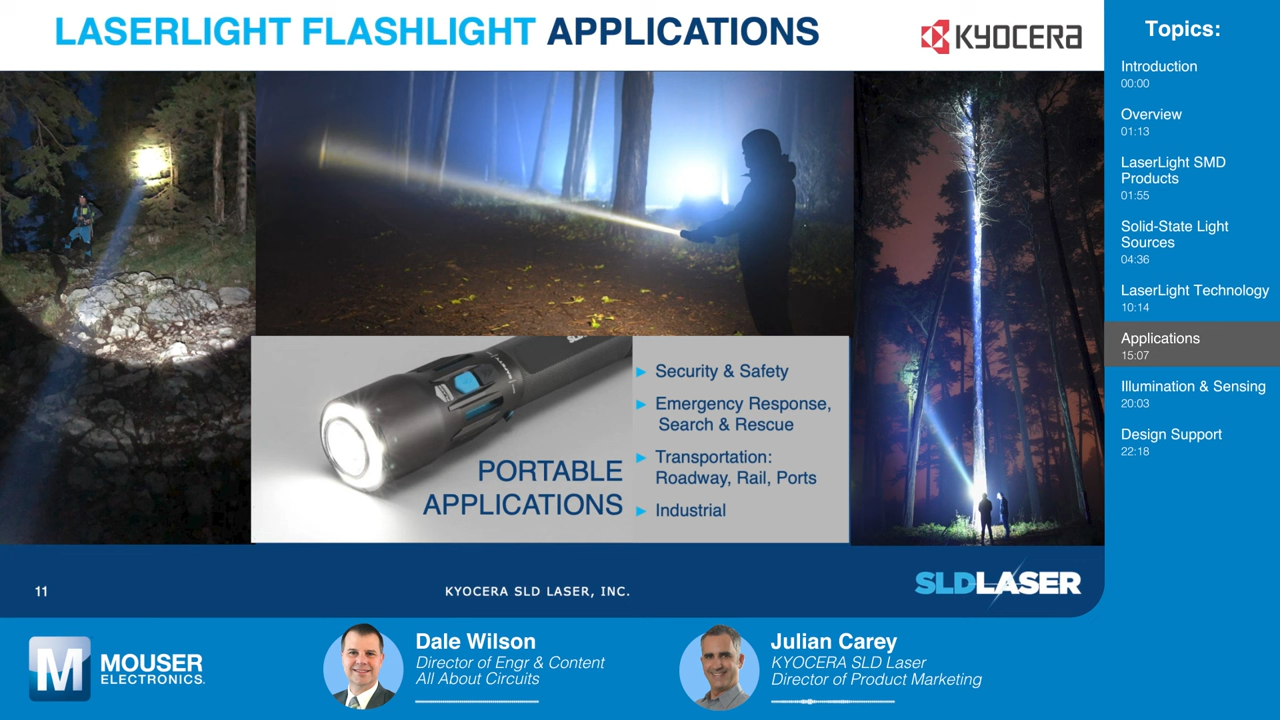 LASERLIGHT FLASHLIGHT APPLICATIONS
KYOCERA
PORTABLE
APPLICATIONS
Security & Safety
Emergency Response,
Search & Rescue
Transportation:
Roadway, Rail, Ports
Industrial
11
KYOCERA SLD LASER, INC.
SLDLASER
Topics:
Introduction
00:00
Overview
01:13
LaserLight SMD
Products
01:55
Solid-State Light
Sources
04:36
LaserLight Technology
10:14
Applications
15:07
Illumination & Sensing
20:03
Design Support
22:18
M
MOUSER
ELECTRONICS.
Dale Wilson
Director of Engr & Content
All About Circuits
Julian Carey
KYOCERA SLD Laser
Director of Product Marketing